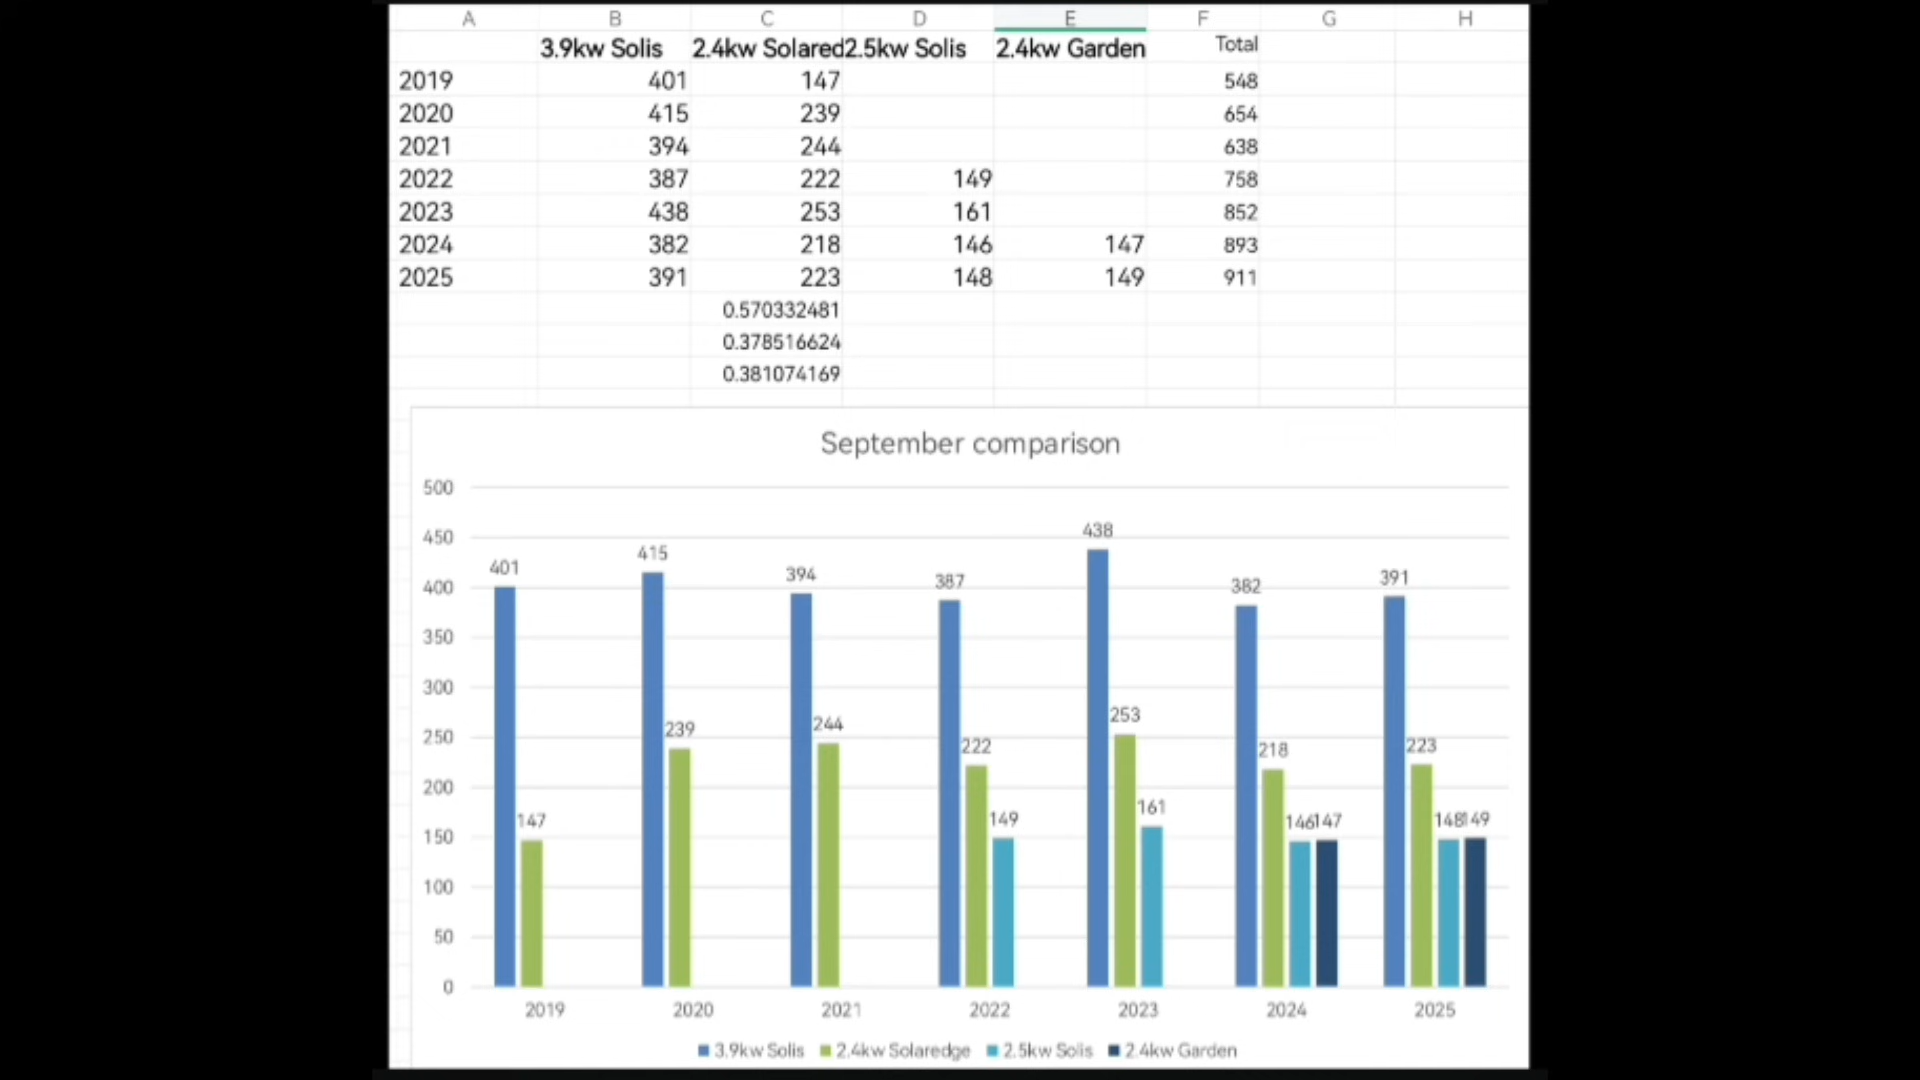 A B C D E F G H
3.9kw Solis 2.4kw Solared 2.5kw Solis 2.4kw Garden Total
2019 401 147 548
2020 415 239 654
2021 394 244 638
2022 387 222 149 758
2023 438 253 161 852
2024 382 218 146 147 893
2025 391 223 148 149 911
0.570332481
0.378516624
0.381074169
September comparison
500
450
400
350
300
250
200
150
100
50
0
401 147
415 239
394 244
387 222 149
438 253 161
382 218 146 147
391 223 148 149
2019 2020 2021 2022 2023 2024 2025
3.9kw Solis 2.4kw Solaredge 2.5kw Solis 2.4kw Garden